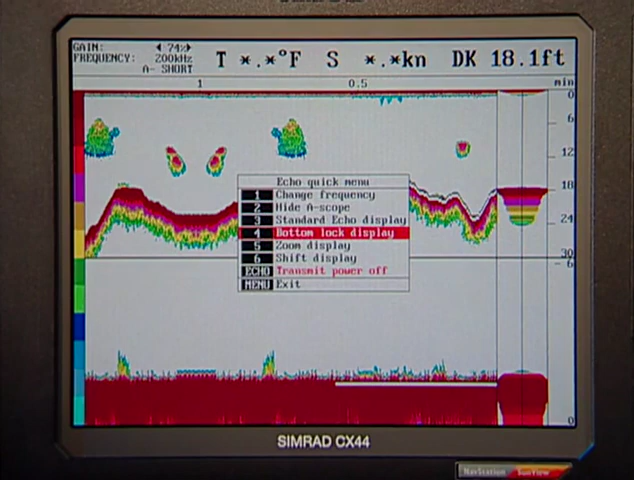 GAIN: ◄ 74% ►
FREQUENCY: 200kHz
A- SHORT
T *.*°F S *.*kn DK 18.1ft
1 0.5 min
0
6
12
18
24
30
6
0
Echo quick menu
1 Change frequency
2 Hide A-scope
3 Standard Echo display
4 Bottom lock display
5 Zoom display
6 Shift display
ECHO Transmit power off
MENU Exit
SIMRAD CX44
NavStation SunView